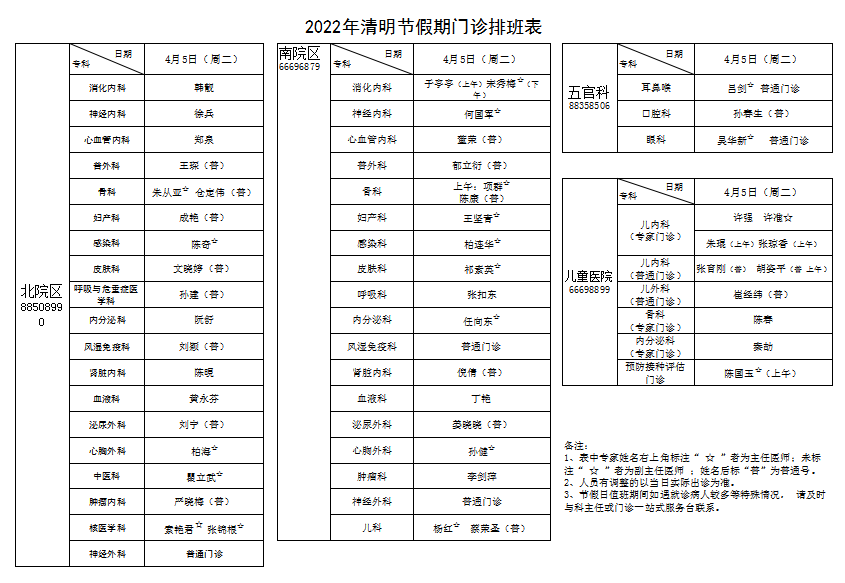 2022年清明节假期门诊排班表
北院区
8850899
0
日期
专科
4月5日（周二）
消化内科 韩毅
神经内科 徐兵
心血管内科 郑泉
普外科 王琛（普）
骨科 朱从亚☆ 仓定伟（普）
妇产科 成艳（普）
感染科 陈奇☆
皮肤科 文晓婷（普）
呼吸与危重症医
学科
孙建（普）
内分泌科 阮舒
风湿免疫科 刘颖（普）
肾脏内科 陈昵
血液科 黄永芬
泌尿外科 刘宁（普）
心胸外科 柏海☆
中医科 瞿立武☆
肿瘤内科 严晓梅（普）
核医学科 袁艳君☆ 张锦根☆
神经外科 普通门诊
南院区
66696879
日期
专科
4月5日（周二）
消化内科 于亭亭（上午）宋秀梅☆（下
午）
神经内科 何国军☆
心血管内科 童荣（普）
普外科 郁立衍（普）
骨科
上午：项群☆
陈康（普）
妇产科 王坚青☆
感染科 柏连华☆
皮肤科 祁素英☆
呼吸科 张扣东
内分泌科 任向东☆
风湿免疫科 普通门诊
肾脏内科 倪倩（普）
血液科 丁艳
泌尿外科 晏晓晓（普）
心胸外科 孙健☆
肿瘤科 李剑萍
神经外科 普通门诊
儿科 杨红☆ 蔡荣圣（普）
五官科
88358506
日期
专科
4月5日（周二）
耳鼻喉 吕剑☆ 普通门诊
口腔科 孙春生（普）
眼科 吴华新☆ 普通门诊
儿童医院
66698899
日期
专科
4月5日（周二）
儿内科
（专家门诊）
许强 许准☆
朱琨（上午）张琼香（上午）
儿内科
（普通门诊）
张育刚（普） 胡姿平（普 上午）
儿外科
（普通门诊）
崔经纬（普）
骨科
（专家门诊）
陈春
内分泌科
（专家门诊）
秦劼
预防接种评估
门诊
陈国玉☆（上午）
备注：
1、表中专家姓名右上角标注“ ☆ ”者为主任医师；未标
注“ ☆ ”者为副主任医师 ；姓名后标“普”为普通号。
2、人员有调整的以当日实际出诊为准。
3、节假日值班期间如遇就诊病人较多等特殊情况， 请及时
与科主任或门诊一站式服务台联系。